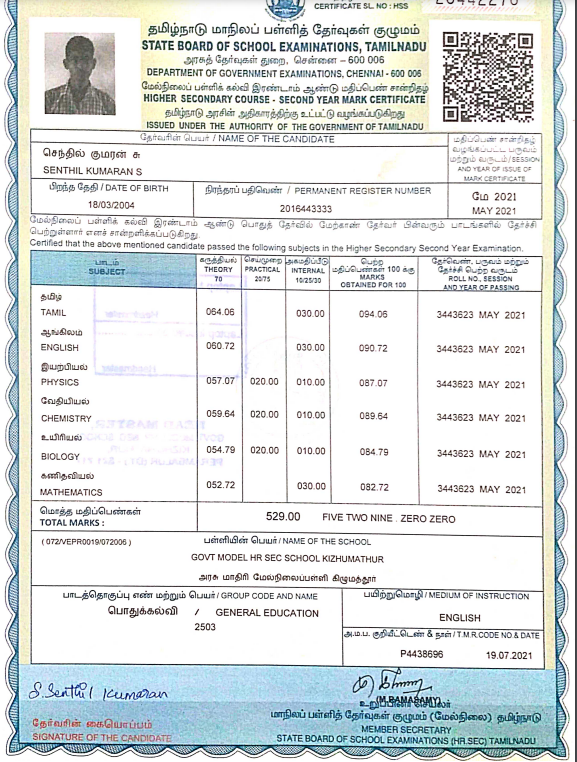 CERTIFICATE SL. NO : HSS
தமிழ்நாடு மாநிலப் பள்ளித் தேர்வுகள் குழுமம்
STATE BOARD OF SCHOOL EXAMINATIONS, TAMILNADU
அரசுத் தேர்வுகள் துறை, சென்னை – 600 006
DEPARTMENT OF GOVERNMENT EXAMINATIONS, CHENNAI - 600 006
மேல்நிலைப் பள்ளிக் கல்வி இரண்டாம் ஆண்டு மதிப்பெண் சான்றிதழ்
HIGHER SECONDARY COURSE - SECOND YEAR MARK CERTIFICATE
தமிழ்நாடு அரசின் அதிகாரத்திற்கு உட்பட்டு வழங்கப்படுகிறது
ISSUED UNDER THE AUTHORITY OF THE GOVERNMENT OF TAMILNADU
தேர்வரின் பெயர் / NAME OF THE CANDIDATE
செந்தில் குமரன் சு
SENTHIL KUMARAN S
மதிப்பெண் சான்றிதழ்
வழங்கப்பட்ட பருவம்
மற்றும் வருடம் / SESSION
AND YEAR OF ISSUE OF
MARK CERTIFICATE
பிறந்த தேதி / DATE OF BIRTH
18/03/2004
நிரந்தரப் பதிவெண் / PERMANENT REGISTER NUMBER
2016443333
மே 2021
MAY 2021
மேல்நிலைப் பள்ளிக் கல்வி இரண்டாம் ஆண்டு பொதுத் தேர்வில் மேற்காண் தேர்வர் பின்வரும் பாடங்களில் தேர்ச்சி
பெற்றுள்ளார் எனச் சான்றளிக்கப்படுகிறது.
Certified that the above mentioned candidate passed the following subjects in the Higher Secondary Second Year Examination.
பாடம் SUBJECT
கருத்தியல் THEORY 70
செய்முறை PRACTICAL 20/75
அகமதிப்பீடு INTERNAL 10/25/30
பெற்ற மதிப்பெண்கள் 100 க்கு MARKS OBTAINED FOR 100
தேர்வெண், பருவம் மற்றும் தேர்ச்சி பெற்ற வருடம் ROLL NO., SESSION AND YEAR OF PASSING
தமிழ்
TAMIL 064.06 030.00 094.06 3443623 MAY 2021
ஆங்கிலம்
ENGLISH 060.72 030.00 090.72 3443623 MAY 2021
இயற்பியல்
PHYSICS 057.07 020.00 010.00 087.07 3443623 MAY 2021
வேதியியல்
CHEMISTRY 059.64 020.00 010.00 089.64 3443623 MAY 2021
உயிரியல்
BIOLOGY 054.79 020.00 010.00 084.79 3443623 MAY 2021
கணிதவியல்
MATHEMATICS 052.72 030.00 082.72 3443623 MAY 2021
மொத்த மதிப்பெண்கள்
TOTAL MARKS : 529.00 FIVE TWO NINE . ZERO ZERO
( 072/VEPR0019/072006 ) பள்ளியின் பெயர் / NAME OF THE SCHOOL
GOVT MODEL HR SEC SCHOOL KIZHUMATHUR
அரசு மாதிரி மேல்நிலைப்பள்ளி கிழுமத்தூர்
பாடத்தொகுப்பு எண் மற்றும் பெயர் / GROUP CODE AND NAME
பொதுக்கல்வி / GENERAL EDUCATION
2503
பயிற்றுமொழி / MEDIUM OF INSTRUCTION
ENGLISH
அ.ம.ப. குறியீட்டெண் & நாள் / T.M.R.CODE NO & DATE
P4438696 19.07.2021
S. Senthil Kumaran
தேர்வரின் கையொப்பம்
SIGNATURE OF THE CANDIDATE
(M.RAMASAMY)
உறுப்பினர் செயலர்
மாநிலப் பள்ளித் தேர்வுகள் குழுமம் (மேல்நிலை) தமிழ்நாடு
MEMBER SECRETARY
STATE BOARD OF SCHOOL EXAMINATIONS (HR.SEC) TAMILNADU